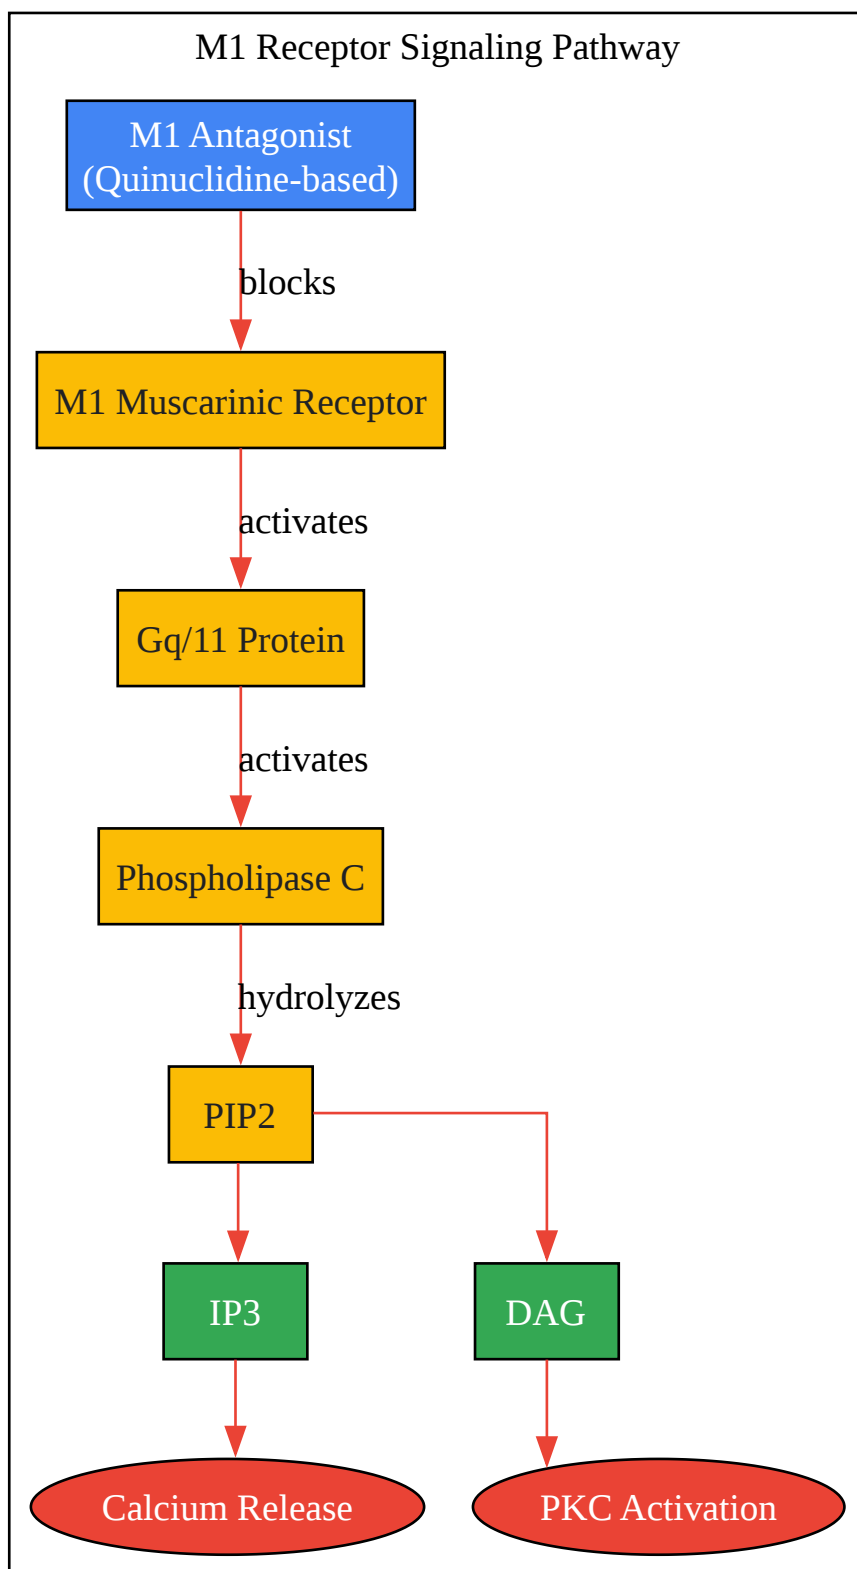 M1 Receptor Signaling Pathway
M1 Antagonist
(Quinuclidine-based)
blocks
M1 Muscarinic Receptor
activates
Gq/11 Protein
activates
Phospholipase C
hydrolyzes
PIP2
IP3
DAG
Calcium Release
PKC Activation